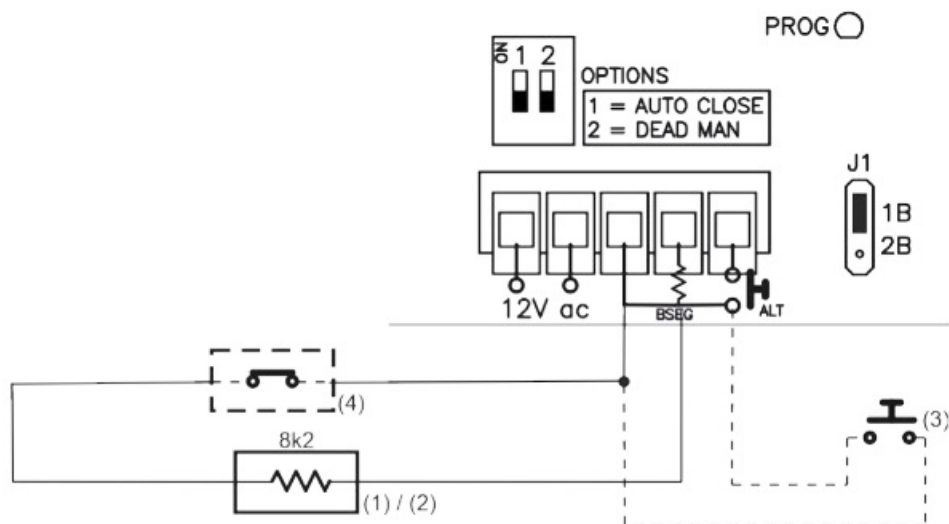 PROG
ON
1 2
OPTIONS
1 = AUTO CLOSE
2 = DEAD MAN
J1
1B
2B
12V ac
BSEG
ALT
(4)
(3)
8k2
(1) / (2)